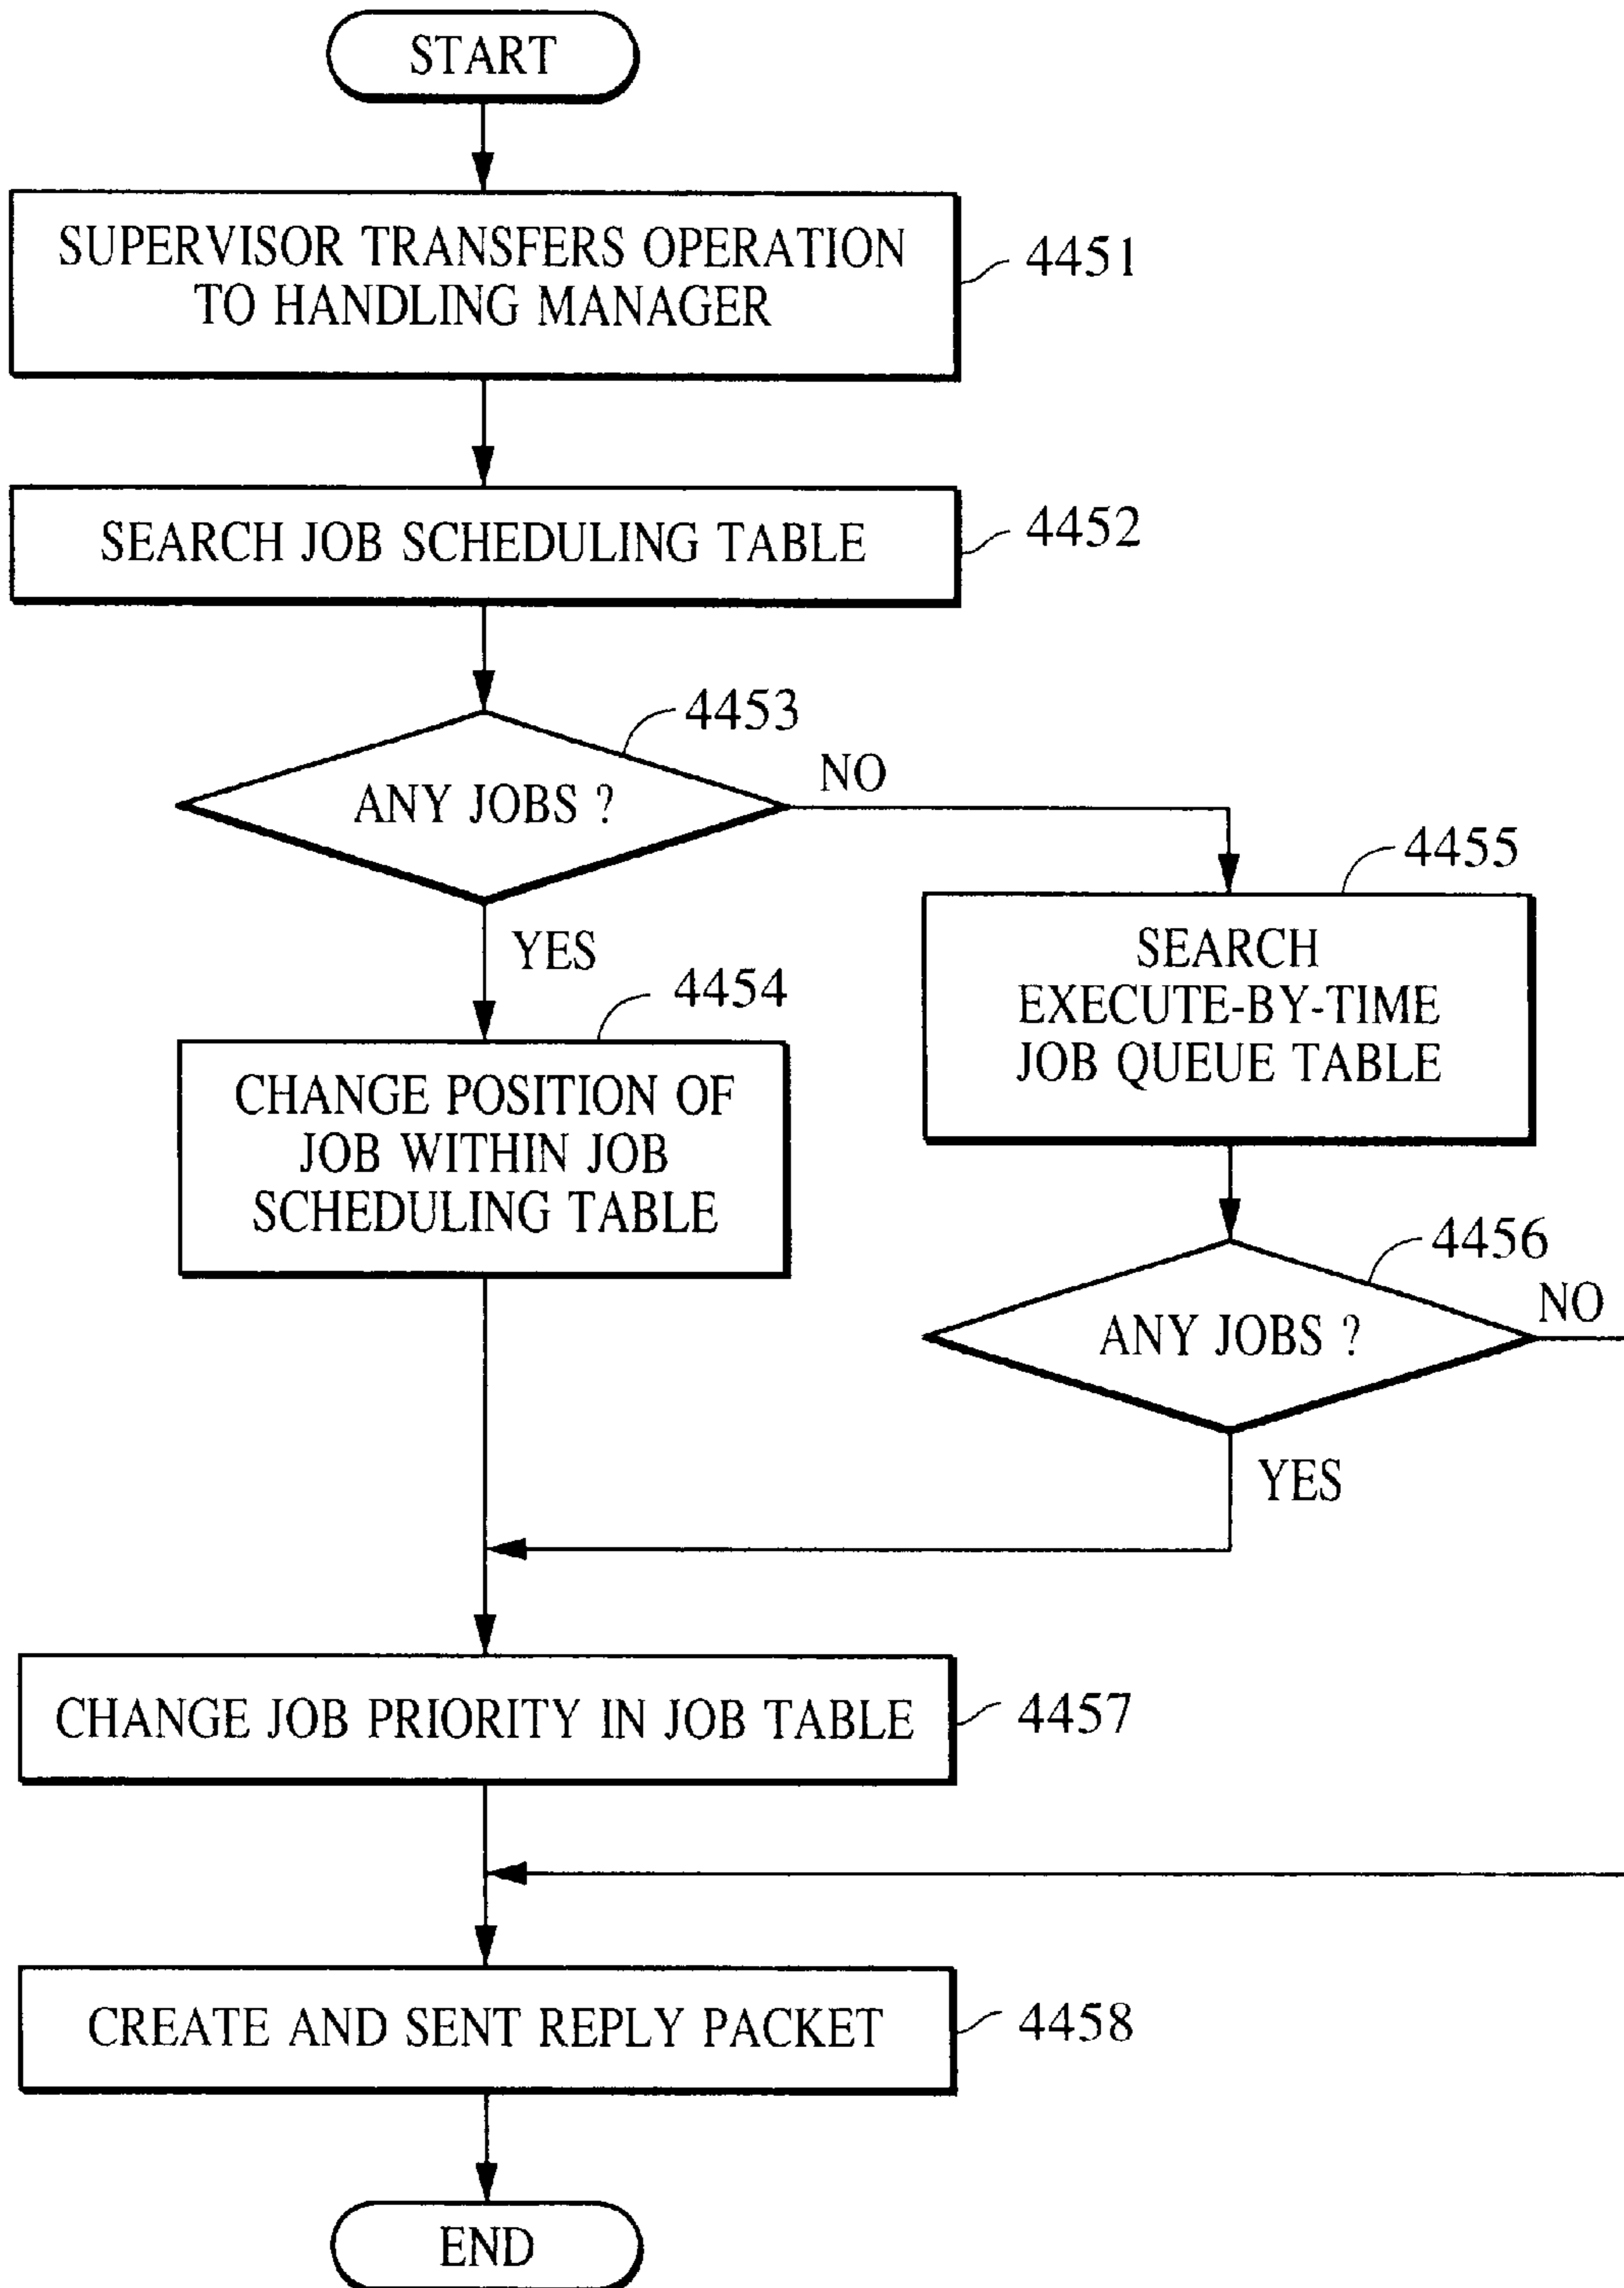 START
SUPERVISOR TRANSFERS OPERATION
TO HANDLING MANAGER
4451
SEARCH JOB SCHEDULING TABLE
4452
4453
ANY JOBS ?
NO
YES
4454
CHANGE POSITION OF
JOB WITHIN JOB
SCHEDULING TABLE
4455
SEARCH
EXECUTE-BY-TIME
JOB QUEUE TABLE
4456
ANY JOBS ?
NO
YES
CHANGE JOB PRIORITY IN JOB TABLE
4457
CREATE AND SENT REPLY PACKET
4458
END